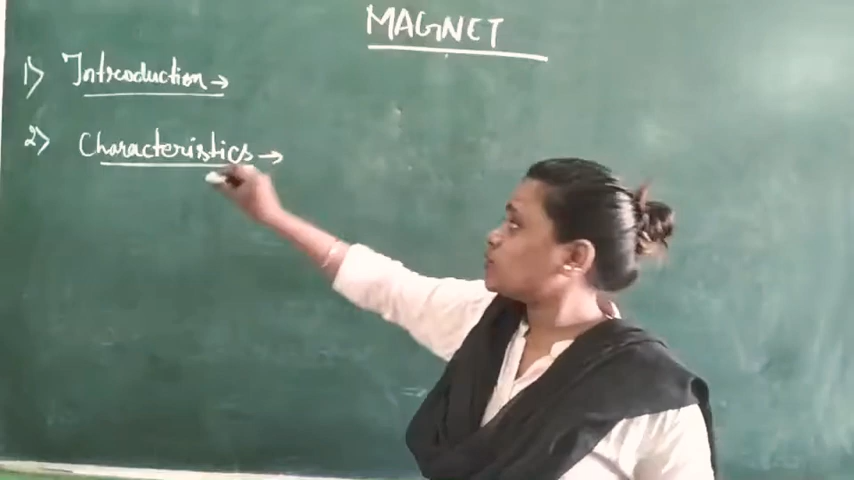 MAGNET
1> Introduction →
2> Characteristics →